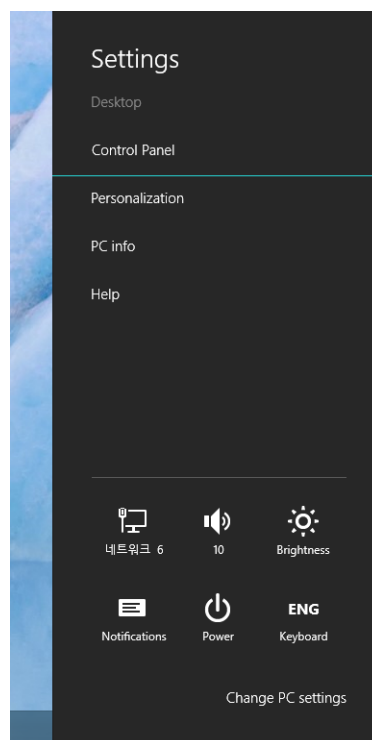 Settings
Desktop
Control Panel
Personalization
PC info
Help
네트워크 6
10
Brightness
Notifications
Power
ENG
Keyboard
Change PC settings